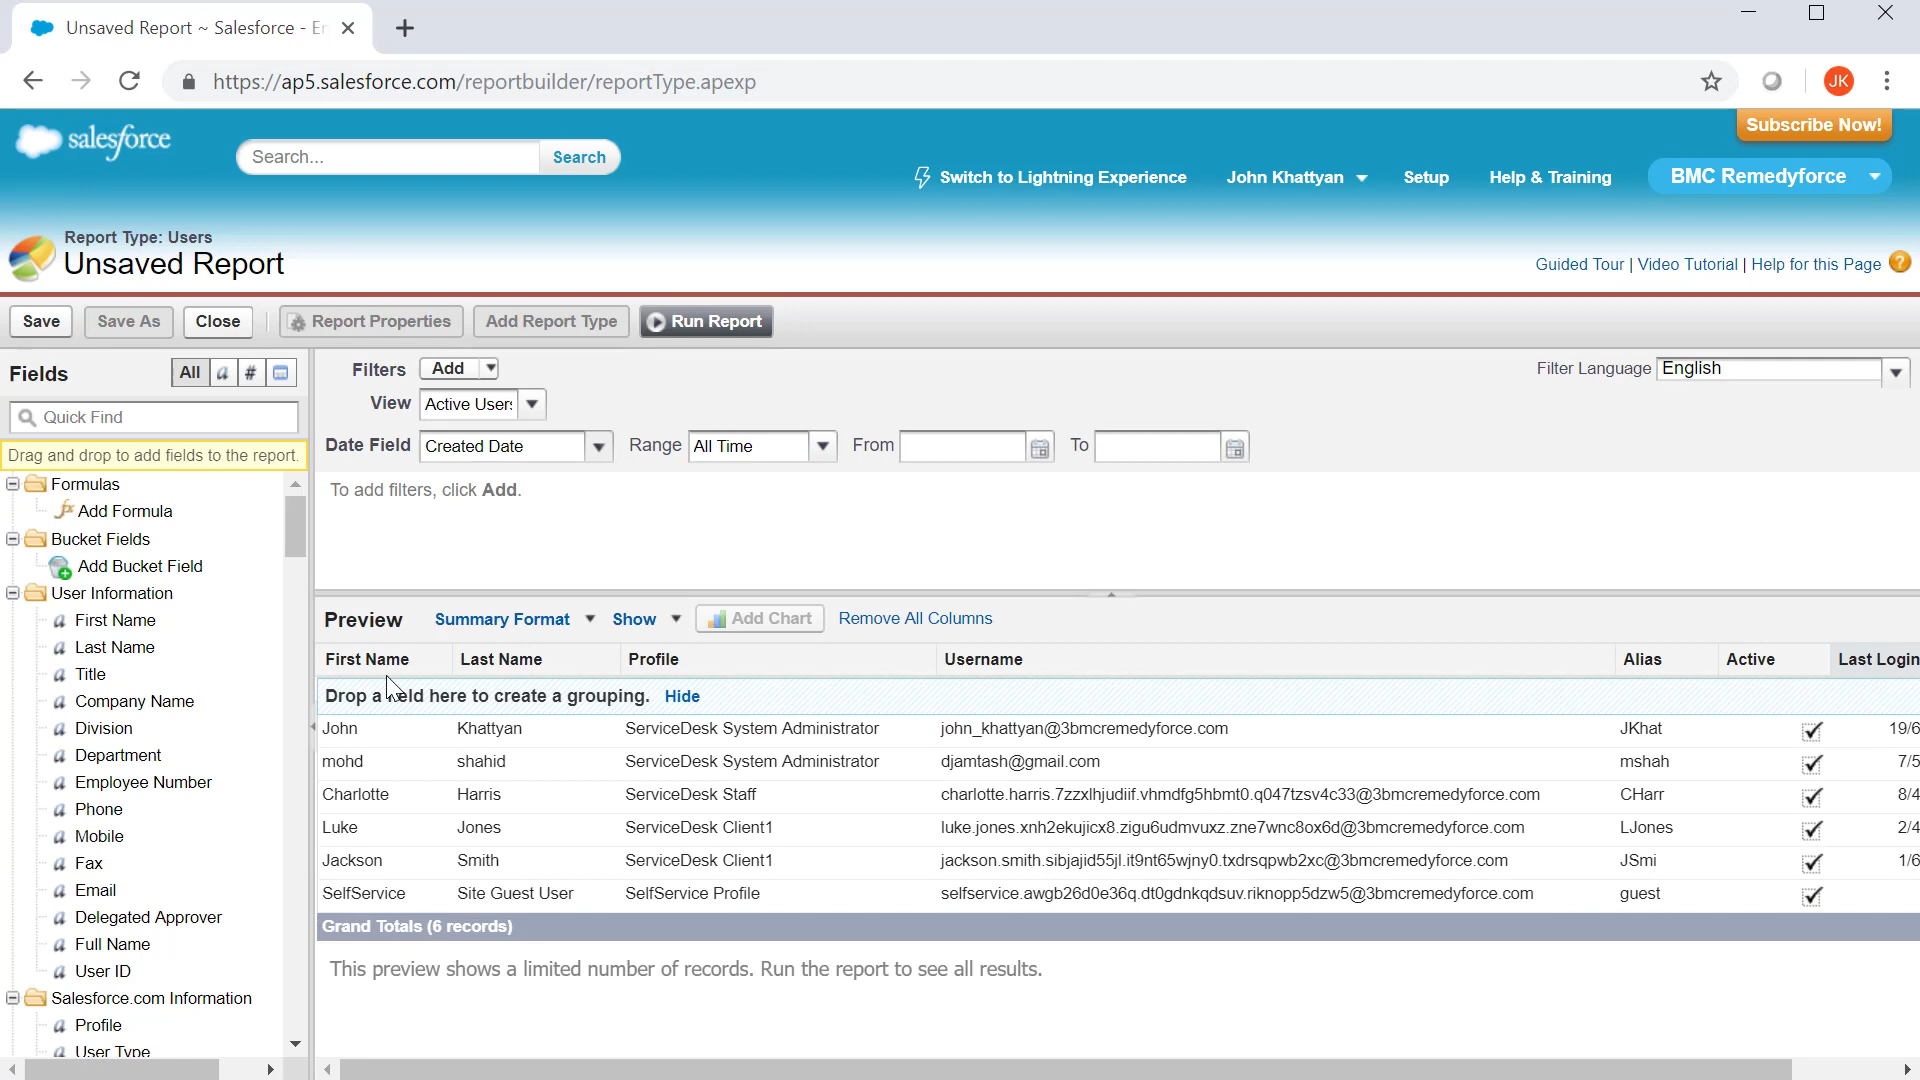 Unsaved Report ~ Salesforce - En
https://ap5.salesforce.com/reportbuilder/reportType.apexp
JK
Subscribe Now!
salesforce
Search...
Search
Switch to Lightning Experience
John Khattyan
Setup
Help & Training
BMC Remedyforce
Report Type: Users
Unsaved Report
Guided Tour | Video Tutorial | Help for this Page ?
Save
Save As
Close
Report Properties
Add Report Type
Run Report
Fields
All
a
#
Quick Find
Drag and drop to add fields to the report.
Formulas
fx Add Formula
Bucket Fields
Add Bucket Field
User Information
a First Name
a Last Name
a Title
a Company Name
a Division
a Department
a Employee Number
a Phone
a Mobile
a Fax
a Email
a Delegated Approver
a Full Name
a User ID
Salesforce.com Information
a Profile
a User Type
Filters
Add
Filter Language
English
View
Active Users
Date Field
Created Date
Range
All Time
From
To
To add filters, click Add.
Preview
Summary Format
Show
Add Chart
Remove All Columns
First Name Last Name Profile Username Alias Active Last Login
Drop a field here to create a grouping. Hide
John Khattyan ServiceDesk System Administrator john_khattyan@3bmcremedyforce.com JKhat 19/6
mohd shahid ServiceDesk System Administrator djamtash@gmail.com mshah 7/5
Charlotte Harris ServiceDesk Staff charlotte.harris.7zzxlhjudiif.vhmdfg5hbmt0.q047tzsv4c33@3bmcremedyforce.com CHarr 8/4
Luke Jones ServiceDesk Client1 luke.jones.xnh2ekujicx8.zigu6udmvuxz.zne7wnc8ox6d@3bmcremedyforce.com LJones 2/4
Jackson Smith ServiceDesk Client1 jackson.smith.sibjajid55jl.it9nt65wjny0.txdrsqpwb2xc@3bmcremedyforce.com JSmi 1/6
SelfService Site Guest User SelfService Profile selfservice.awgb26d0e36q.dt0gdnkqdsuv.riknopp5dzw5@3bmcremedyforce.com guest
Grand Totals (6 records)
This preview shows a limited number of records. Run the report to see all results.